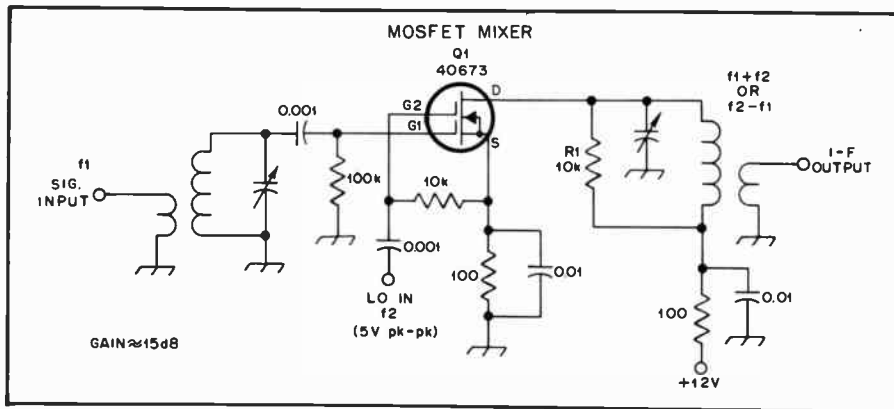 MOSFET MIXER
Q1
40673
D
G2
G1
S
0.001
f1
SIG.
INPUT
100k
10k
0.001
LO IN
f2
(5V pk-pk)
100
0.01
R1
10k
f1+f2
OR
f2-f1
I-F
OUTPUT
100
0.01
+12V
GAIN≈15d8